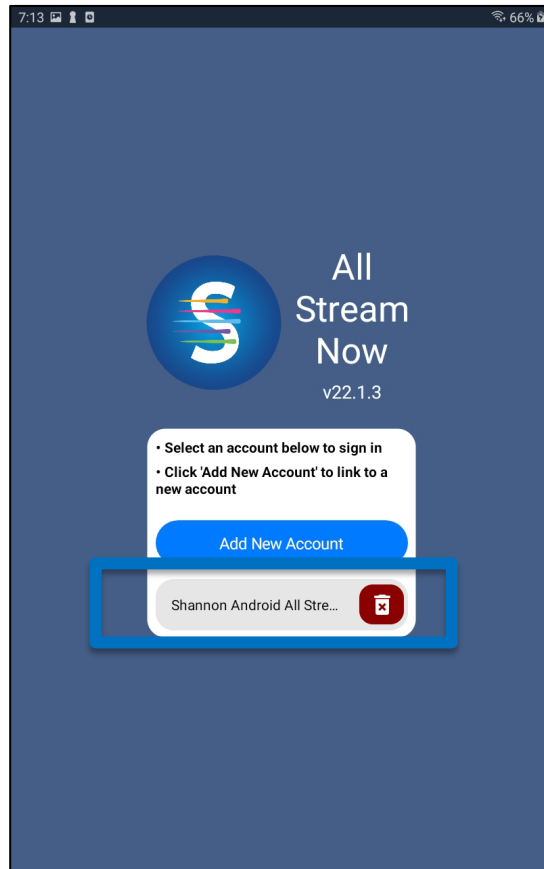 7:13 66%
S
All
Stream
Now
v22.1.3
• Select an account below to sign in
• Click 'Add New Account' to link to a
new account
Add New Account
Shannon Android All Stre...